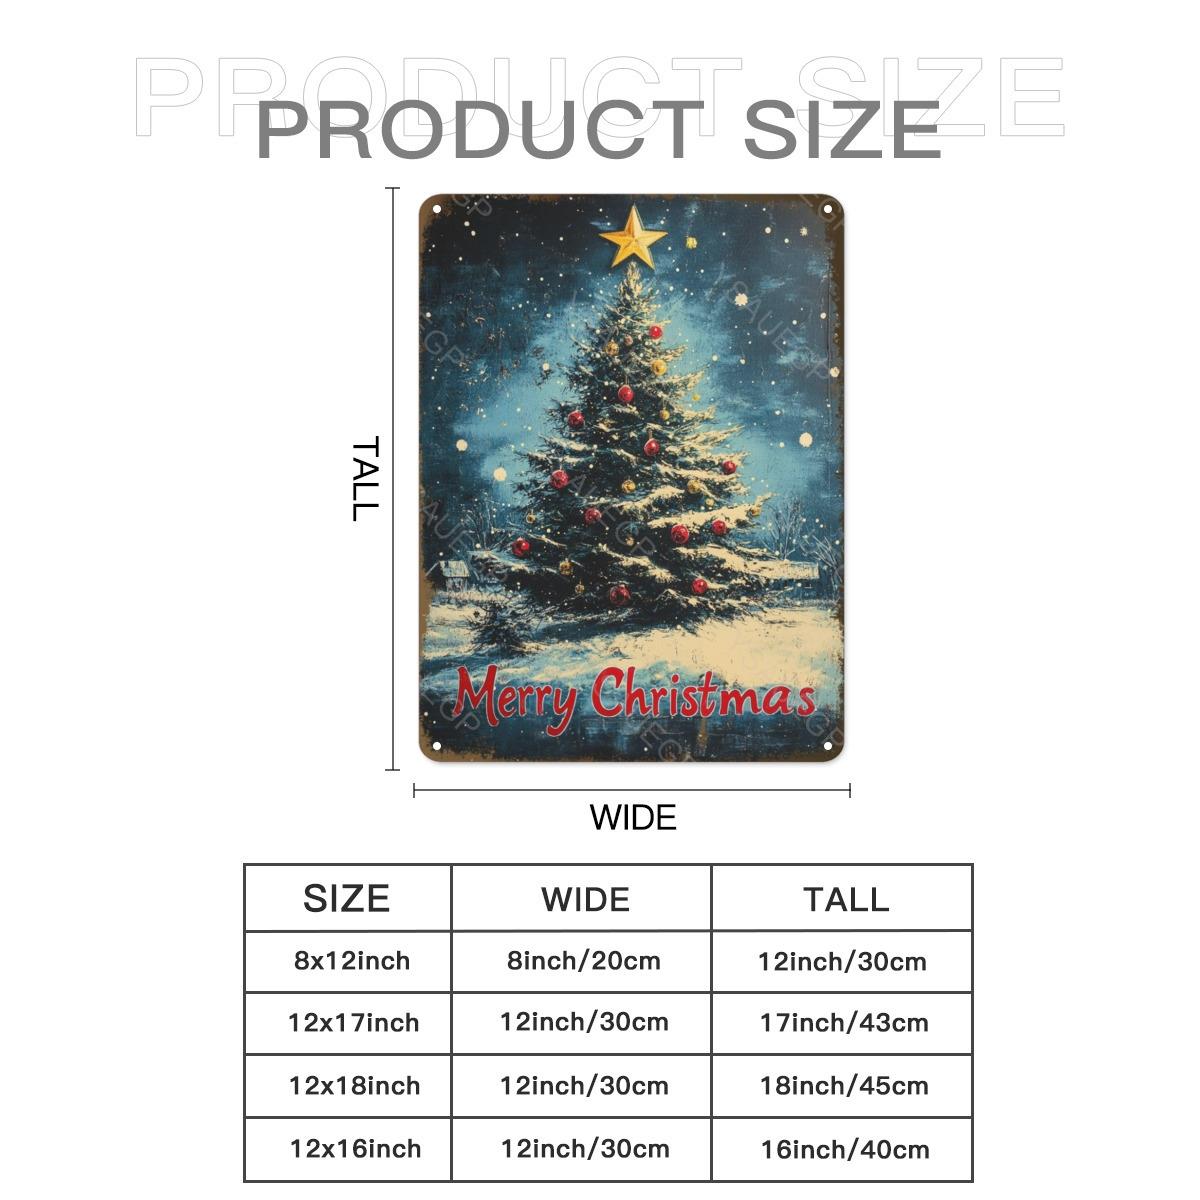 PRODUCT SIZE
PRODUCT SIZE
TALL
Merry Christmas
WIDE
SIZE WIDE TALL
8x12inch 8inch/20cm 12inch/30cm
12x17inch 12inch/30cm 17inch/43cm
12x18inch 12inch/30cm 18inch/45cm
12x16inch 12inch/30cm 16inch/40cm